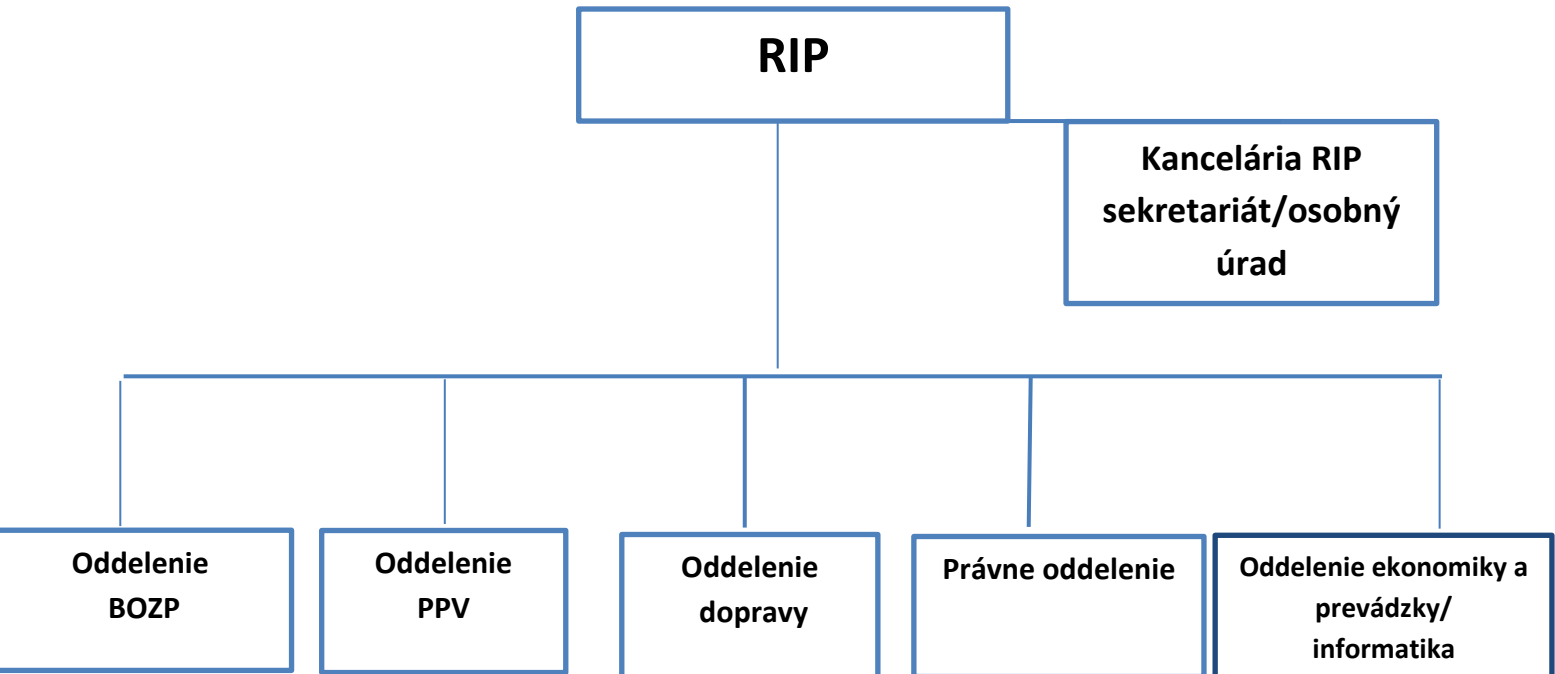 RIP
Kancelária RIP
sekretariát/osobný
úrad
Oddelenie
BOZP
Oddelenie
PPV
Oddelenie
dopravy
Právne oddelenie
Oddelenie ekonomiky a
prevádzky/
informatika